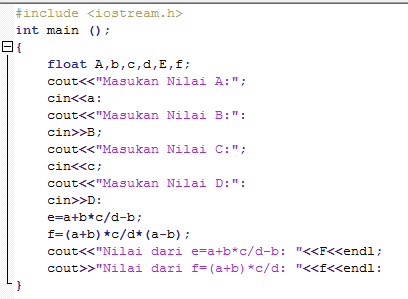 #include <iostream.h>
int main ();
{
float A,b,c,d,E,f;
cout<<"Masukan Nilai A:";
cin<<a:
cout<<"Masukan Nilai B:":
cin>>B;
cout<<"Masukan Nilai C:";
cin<<c;
cout<<"Masukan Nilai D:":
cin>>D:
e=a+b*c/d-b;
f=(a+b)*c/d*(a-b);
cout<<"Nilai dari e=a+b*c/d-b: "<<F<<endl;
cout>>"Nilai dari f=(a+b)*c/d: "<<f<<endl:
}